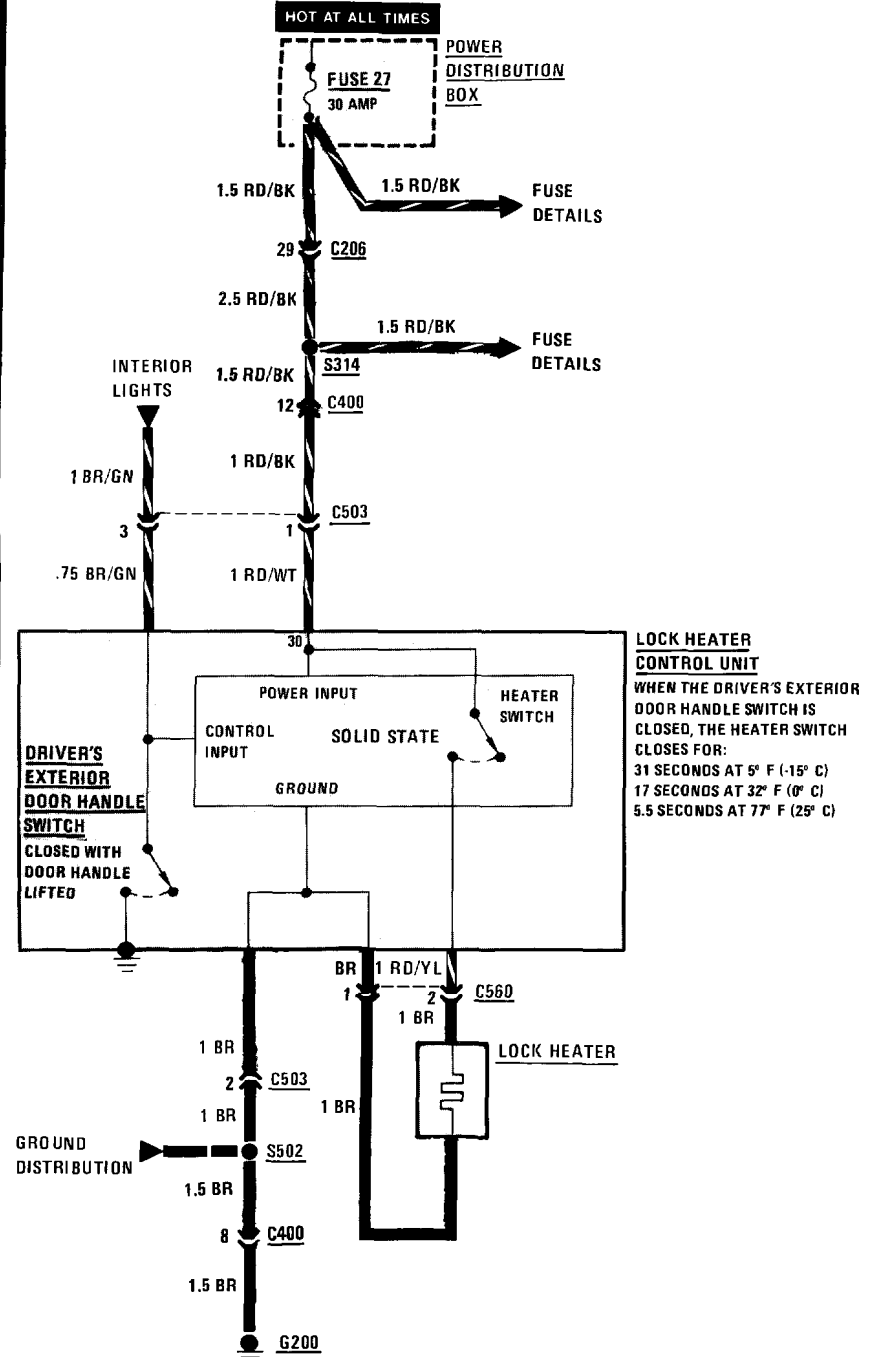 HOT AT ALL TIMES
POWER
DISTRIBUTION
BOX
FUSE 27
30 AMP
1.5 RD/BK
1.5 RD/BK
FUSE
DETAILS
29
C206
2.5 RD/BK
1.5 RD/BK
FUSE
DETAILS
S314
INTERIOR
LIGHTS
1.5 RD/BK
12
C400
1 BR/GN
1 RD/BK
C503
3
1
.75 BR/GN
1 RD/WT
30
LOCK HEATER
CONTROL UNIT
WHEN THE DRIVER'S EXTERIOR
DOOR HANDLE SWITCH IS
CLOSED, THE HEATER SWITCH
CLOSES FOR:
31 SECONDS AT 5° F (-15° C)
17 SECONDS AT 32° F (0° C)
5.5 SECONDS AT 77° F (25° C)
POWER INPUT
HEATER
SWITCH
CONTROL
INPUT
SOLID STATE
GROUND
DRIVER'S
EXTERIOR
DOOR HANDLE
SWITCH
CLOSED WITH
DOOR HANDLE
LIFTED
BR
1 RD/YL
1
2
C560
1 BR
LOCK HEATER
1 BR
2
C503
1 BR
1 BR
GROUND
DISTRIBUTION
S502
1.5 BR
8
C400
1.5 BR
G200